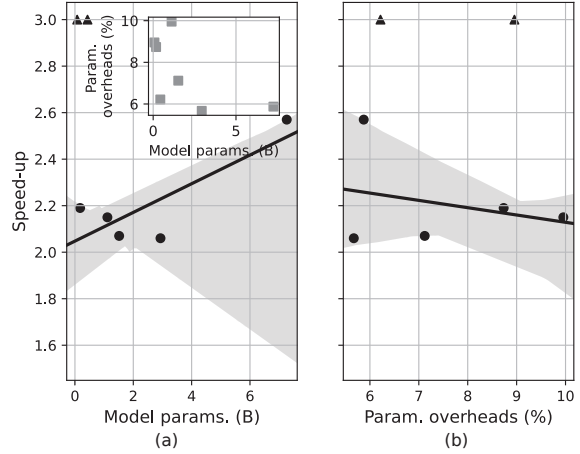 3.0
2.8
2.6
2.4
2.2
2.0
1.8
1.6
Speed-up
0
2
4
6
Model params. (B)
(a)
10
8
6
Param.
overheads (%)
0
5
Model params. (B)
6
7
8
9
10
Param. overheads (%)
(b)